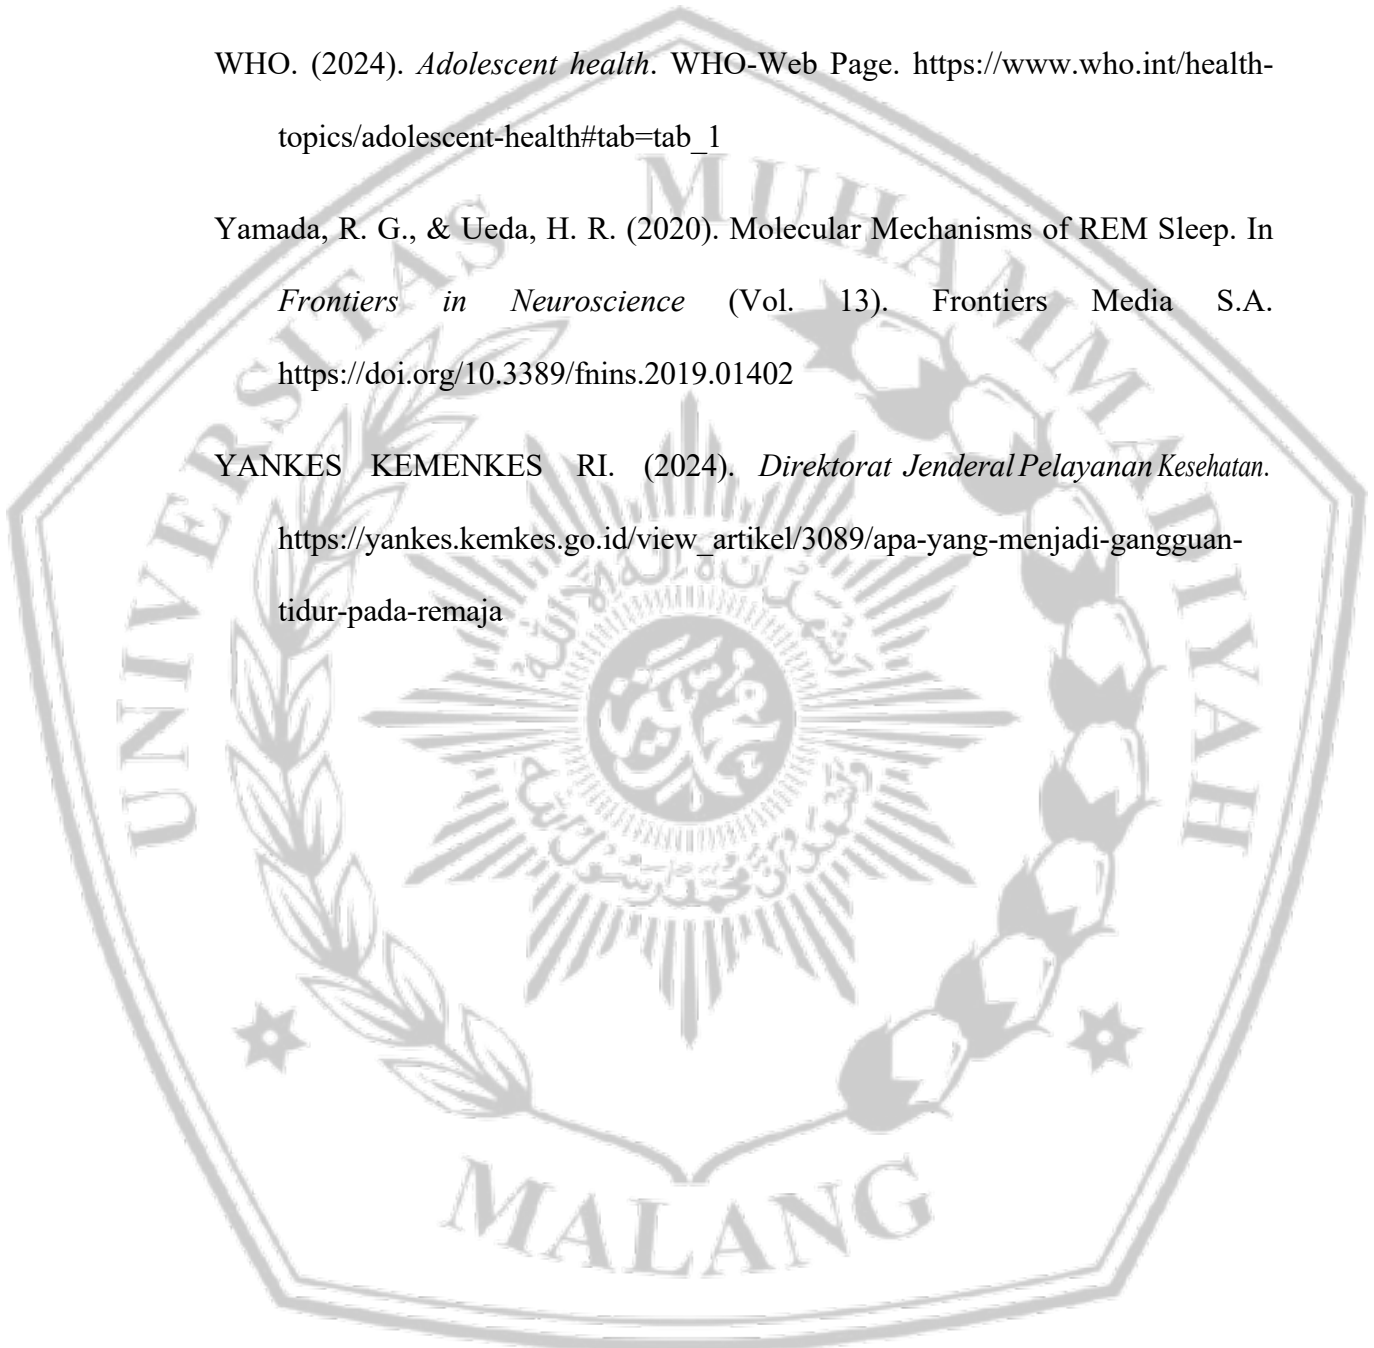 WHO. (2024). Adolescent health. WHO-Web Page. https://www.who.int/health-
topics/adolescent-health#tab=tab_1
Yamada, R. G., & Ueda, H. R. (2020). Molecular Mechanisms of REM Sleep. In
Frontiers in Neuroscience (Vol. 13). Frontiers Media S.A.
https://doi.org/10.3389/fnins.2019.01402
YANKES KEMENKES RI. (2024). Direktorat Jenderal Pelayanan Kesehatan.
https://yankes.kemkes.go.id/view_artikel/3089/apa-yang-menjadi-gangguan-
tidur-pada-remaja
UNIVERSITAS MUHAMMADIYAH
MALANG